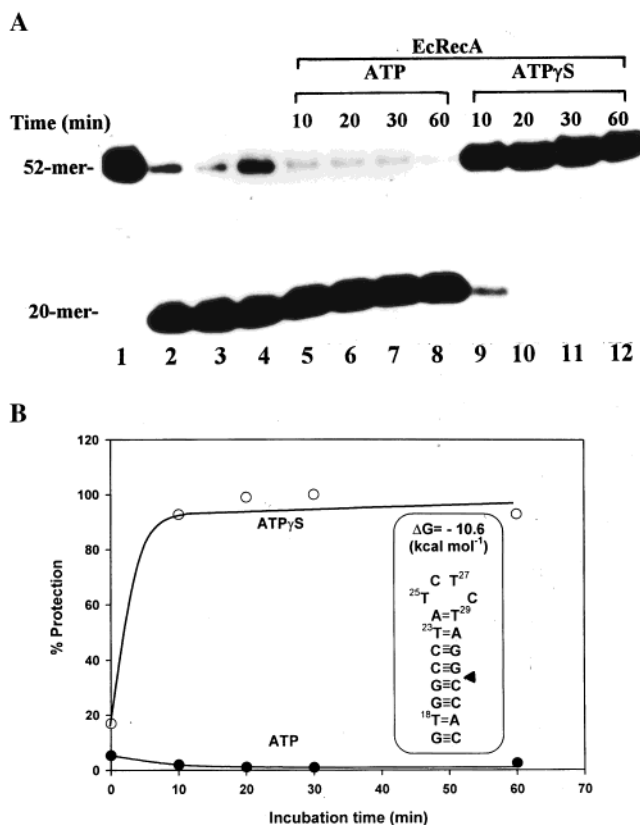 A
EcRecA
ATP ATPγS
Time (min) 10 20 30 60 10 20 30 60
52-mer-
20-mer-
1 2 3 4 5 6 7 8 9 10 11 12
B
120
100
80
60
40
20
0
% Protection
ATPγS
ATP
ΔG= - 10.6
(kcal mol⁻¹)
C T²⁷
²⁵T C
A=T²⁹
²³T=A
C≡G
C≡G
G≡C
G≡C
¹⁸T=A
G≡C
0 10 20 30 40 50 60 70
Incubation time (min)